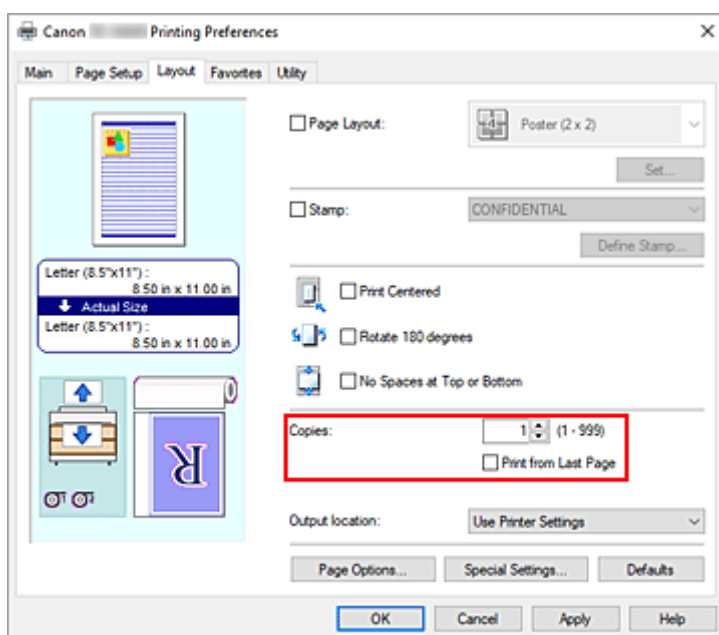 Canon Printing Preferences
Main Page Setup Layout Favorites Utility
Page Layout: Poster (2 x 2)
Set...
Stamp: CONFIDENTIAL
Define Stamp...
Letter (8.5"x11") :
8.50 in x 11.00 in
Actual Size
Letter (8.5"x11") :
8.50 in x 11.00 in
Print Centered
Rotate 180 degrees
No Spaces at Top or Bottom
Copies: 1 (1 - 999)
Print from Last Page
R
Output location: Use Printer Settings
Page Options... Special Settings... Defaults
OK Cancel Apply Help